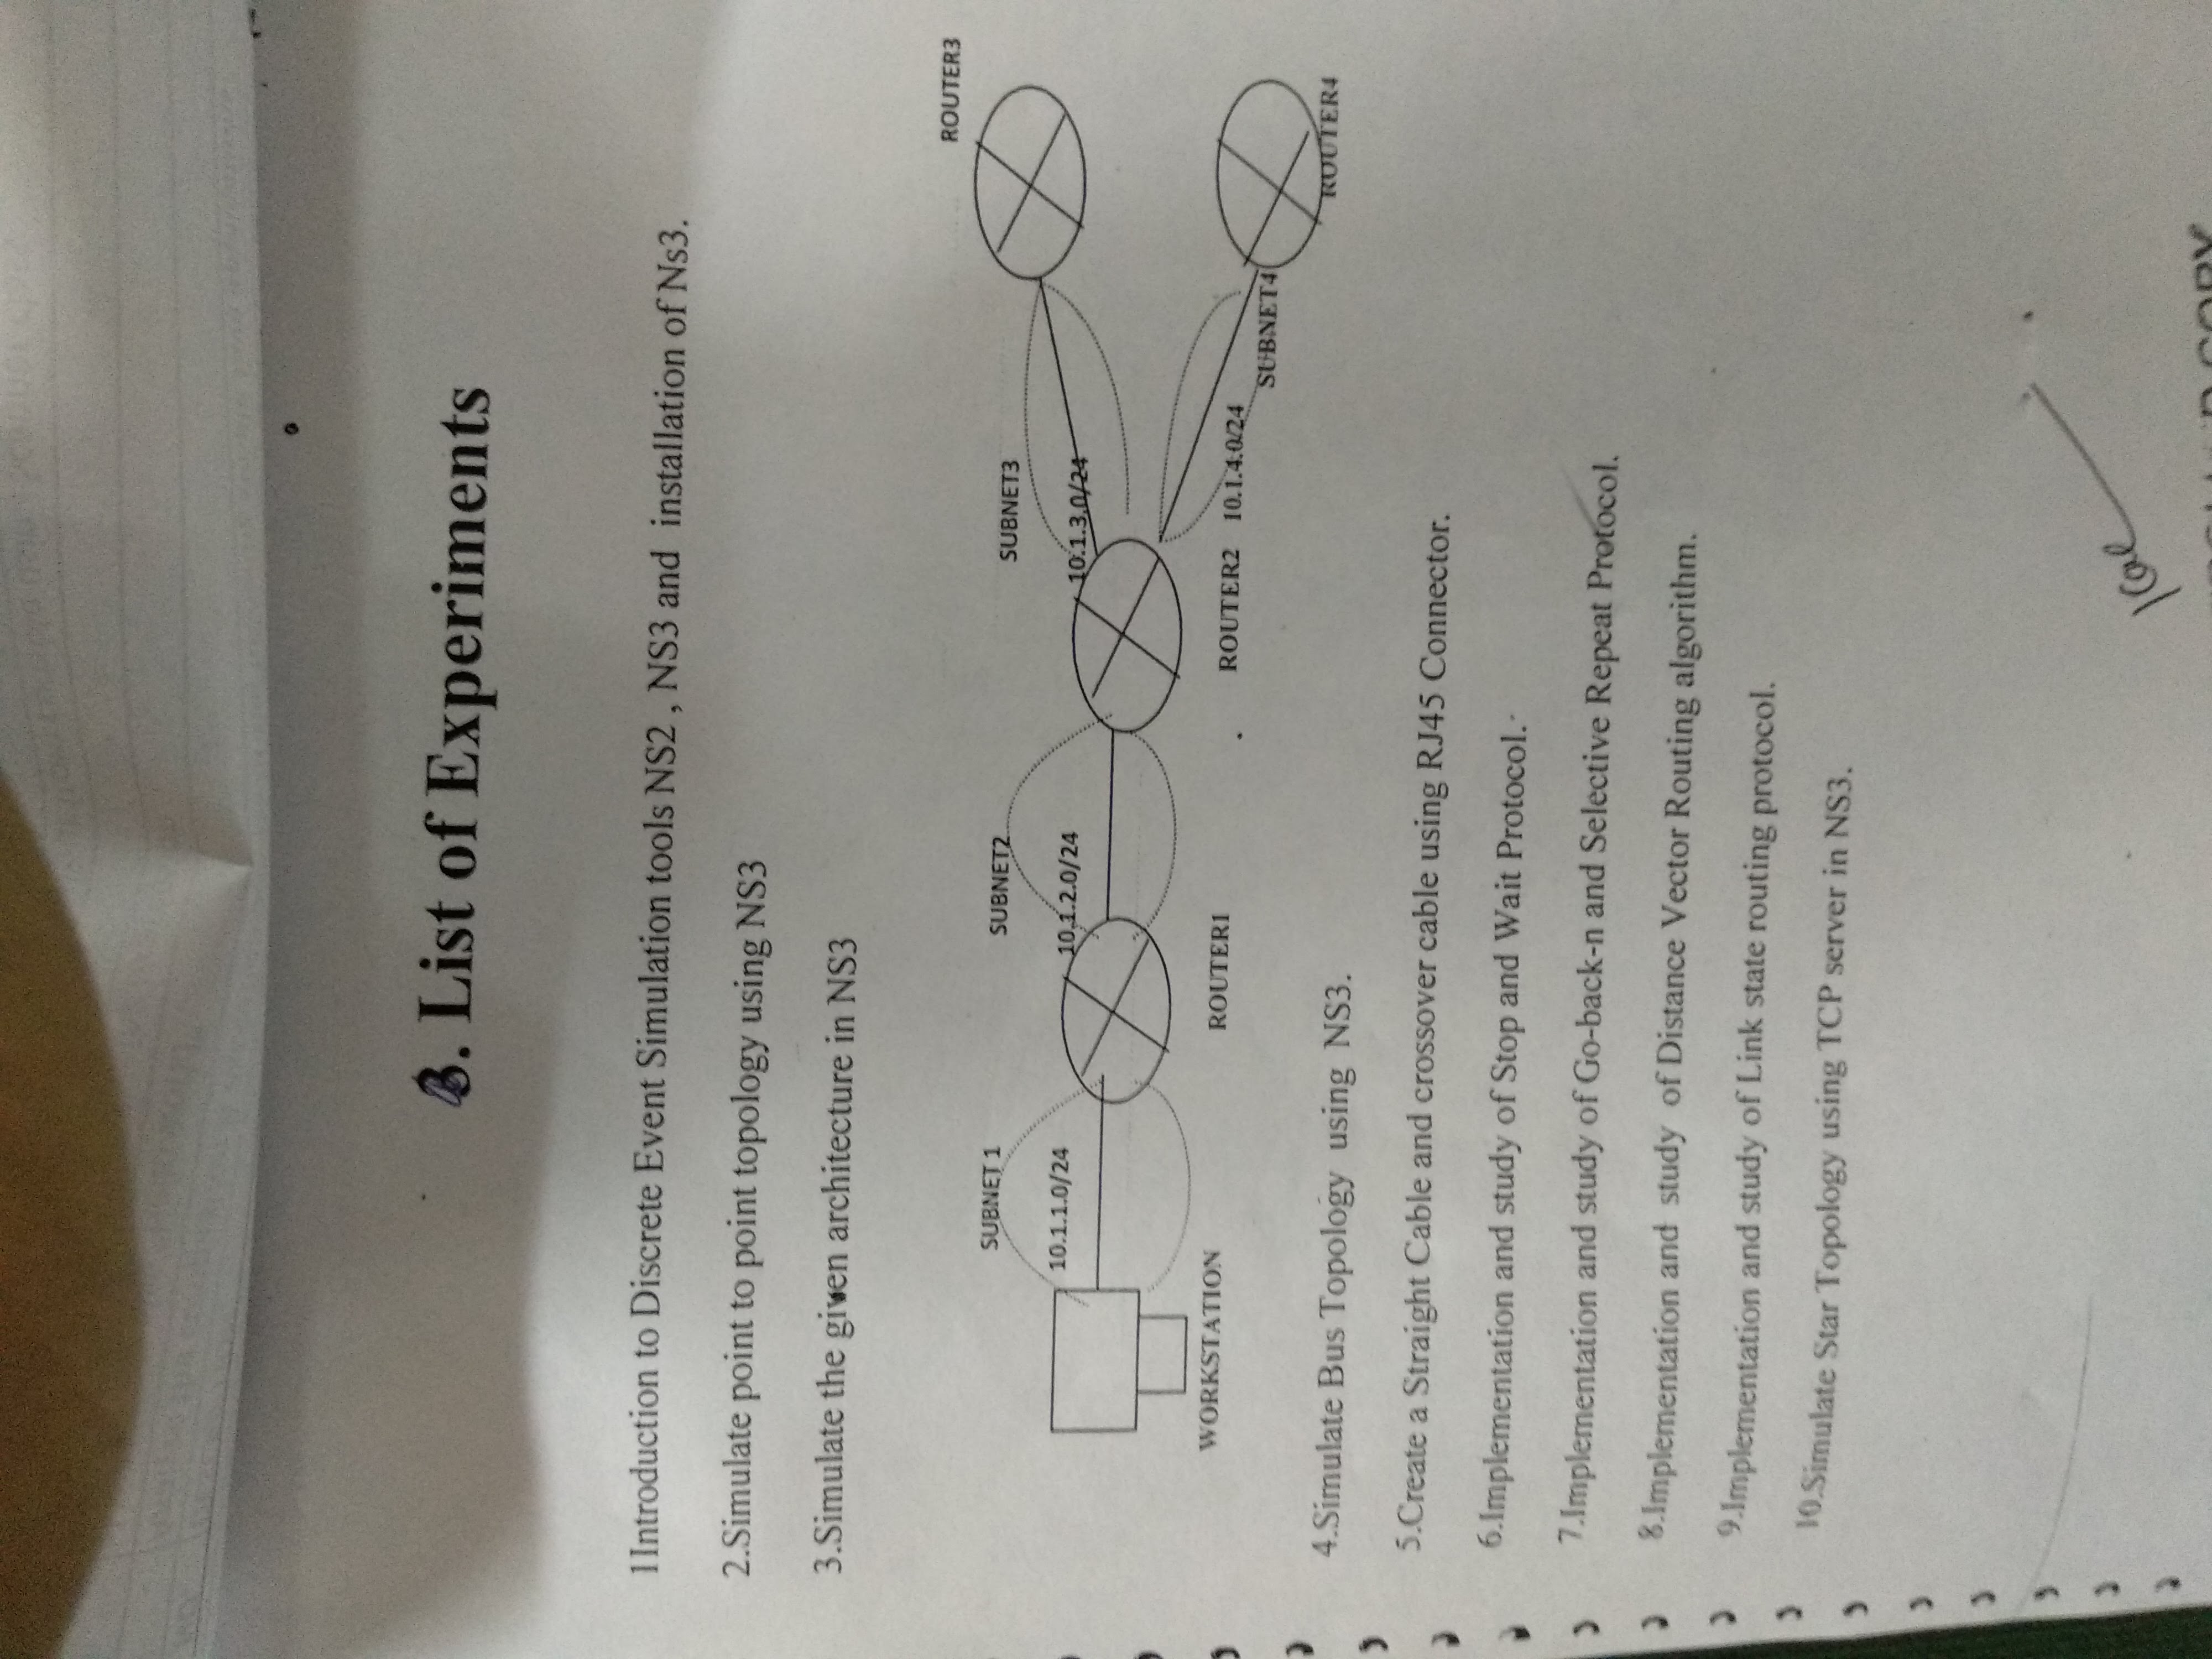 3. List of Experiments
1Introduction to Discrete Event Simulation tools NS2 , NS3 and installation of Ns3.
2.Simulate point to point topology using NS3
3.Simulate the given architecture in NS3
ROUTER3
SUBNET 1 SUBNET2 SUBNET3
10.1.1.0/24 10.1.2.0/24 10.1.3.0/24
WORKSTATION ROUTER1 ROUTER2 10.1.4.0/24
SUBNET4
ROUTER4
4.Simulate Bus Topology using NS3.
5.Create a Straight Cable and crossover cable using RJ45 Connector.
6.Implementation and study of Stop and Wait Protocol.
7.Implementation and study of Go-back-n and Selective Repeat Protocol.
8.Implementation and study of Distance Vector Routing algorithm.
9.Implementation and study of Link state routing protocol.
10.Simulate Star Topology using TCP server in NS3.
COPY